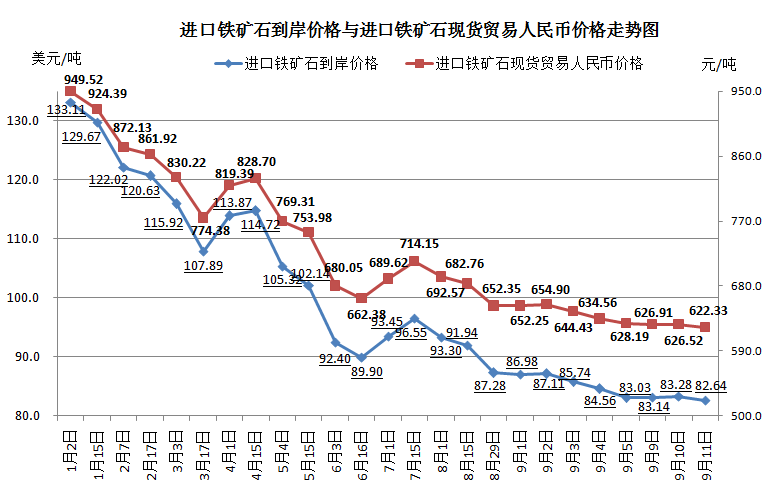 进口铁矿石到岸价格与进口铁矿石现货贸易人民币价格走势图
美元/吨
进口铁矿石到岸价格
进口铁矿石现货贸易人民币价格
元/吨
130.0
120.0
110.0
100.0
90.0
80.0
950.0
860.0
770.0
680.0
590.0
500.0
949.52
924.39
872.13
861.92
830.22
774.38
819.39
828.70
769.31
753.98
680.05
662.38
689.62
714.15
692.57
682.76
652.35
652.25
654.90
644.43
634.56
628.19
626.91
626.52
622.33
133.11
129.67
122.02
120.63
115.92
107.89
113.87
114.72
105.32
102.14
92.40
89.90
93.45
96.55
93.30
91.94
87.28
86.98
87.11
85.74
84.56
83.03
83.14
83.28
82.64
1月2日
1月15日
2月7日
2月17日
3月3日
3月17日
4月1日
4月15日
5月4日
5月15日
6月3日
6月16日
7月1日
7月15日
8月1日
8月15日
8月29日
9月1日
9月2日
9月3日
9月4日
9月5日
9月9日
9月10日
9月11日